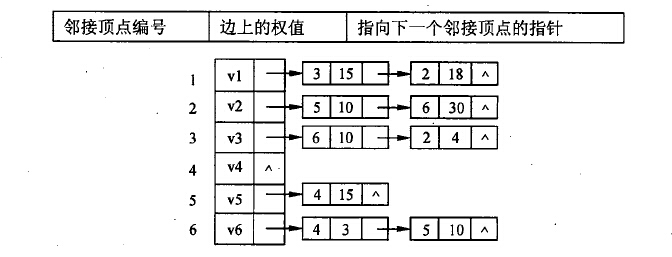 邻接顶点编号 边上的权值 指向下一个邻接顶点的指针
1 v1 3 15 2 18 ^
2 v2 5 10 6 30 ^
3 v3 6 10 2 4 ^
4 v4 ^
5 v5 4 15 ^
6 v6 4 3 5 10 ^